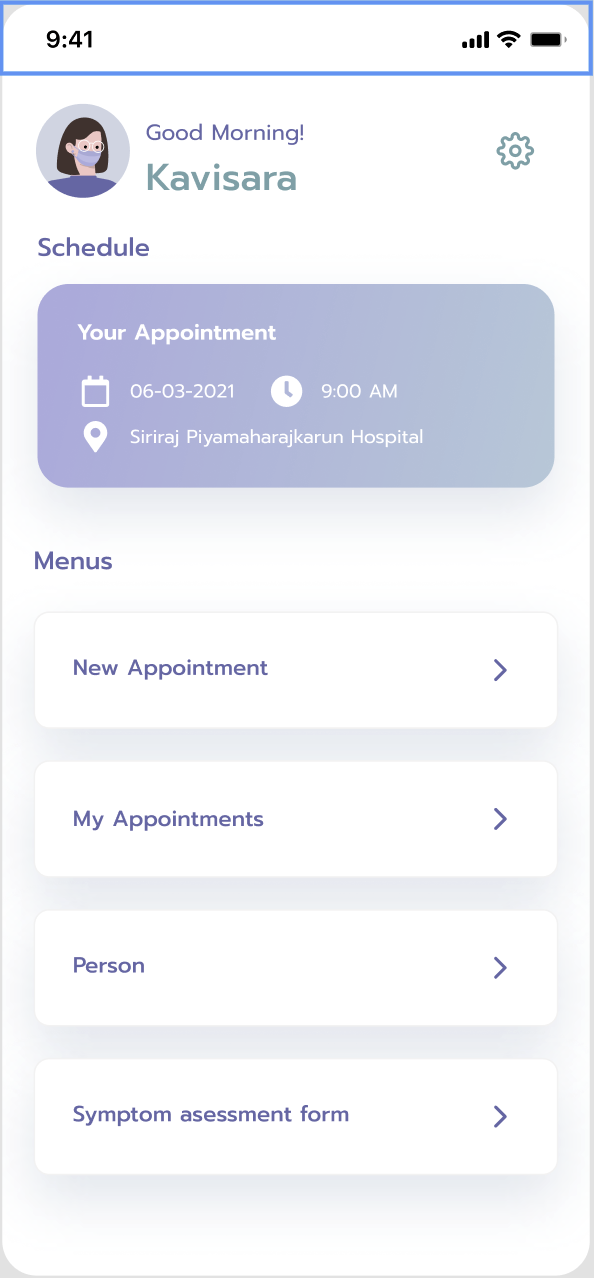 9:41
Good Morning!
Kavisara
Schedule
Your Appointment
06-03-2021 9:00 AM
Siriraj Piyamaharajkarun Hospital
Menus
New Appointment
My Appointments
Person
Symptom asessment form